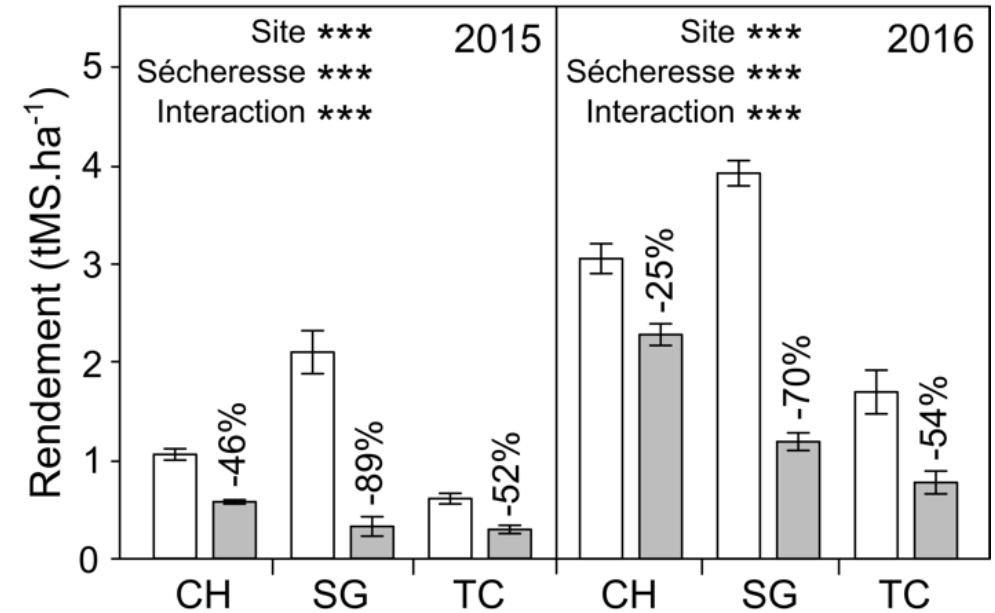 Rendement (tMS.ha⁻¹)
5
4
3
2
1
0
Site ***
Sécheresse ***
Interaction ***
2015
-46%
-89%
-52%
CH SG TC
Site ***
Sécheresse ***
Interaction ***
2016
-25%
-70%
-54%
CH SG TC